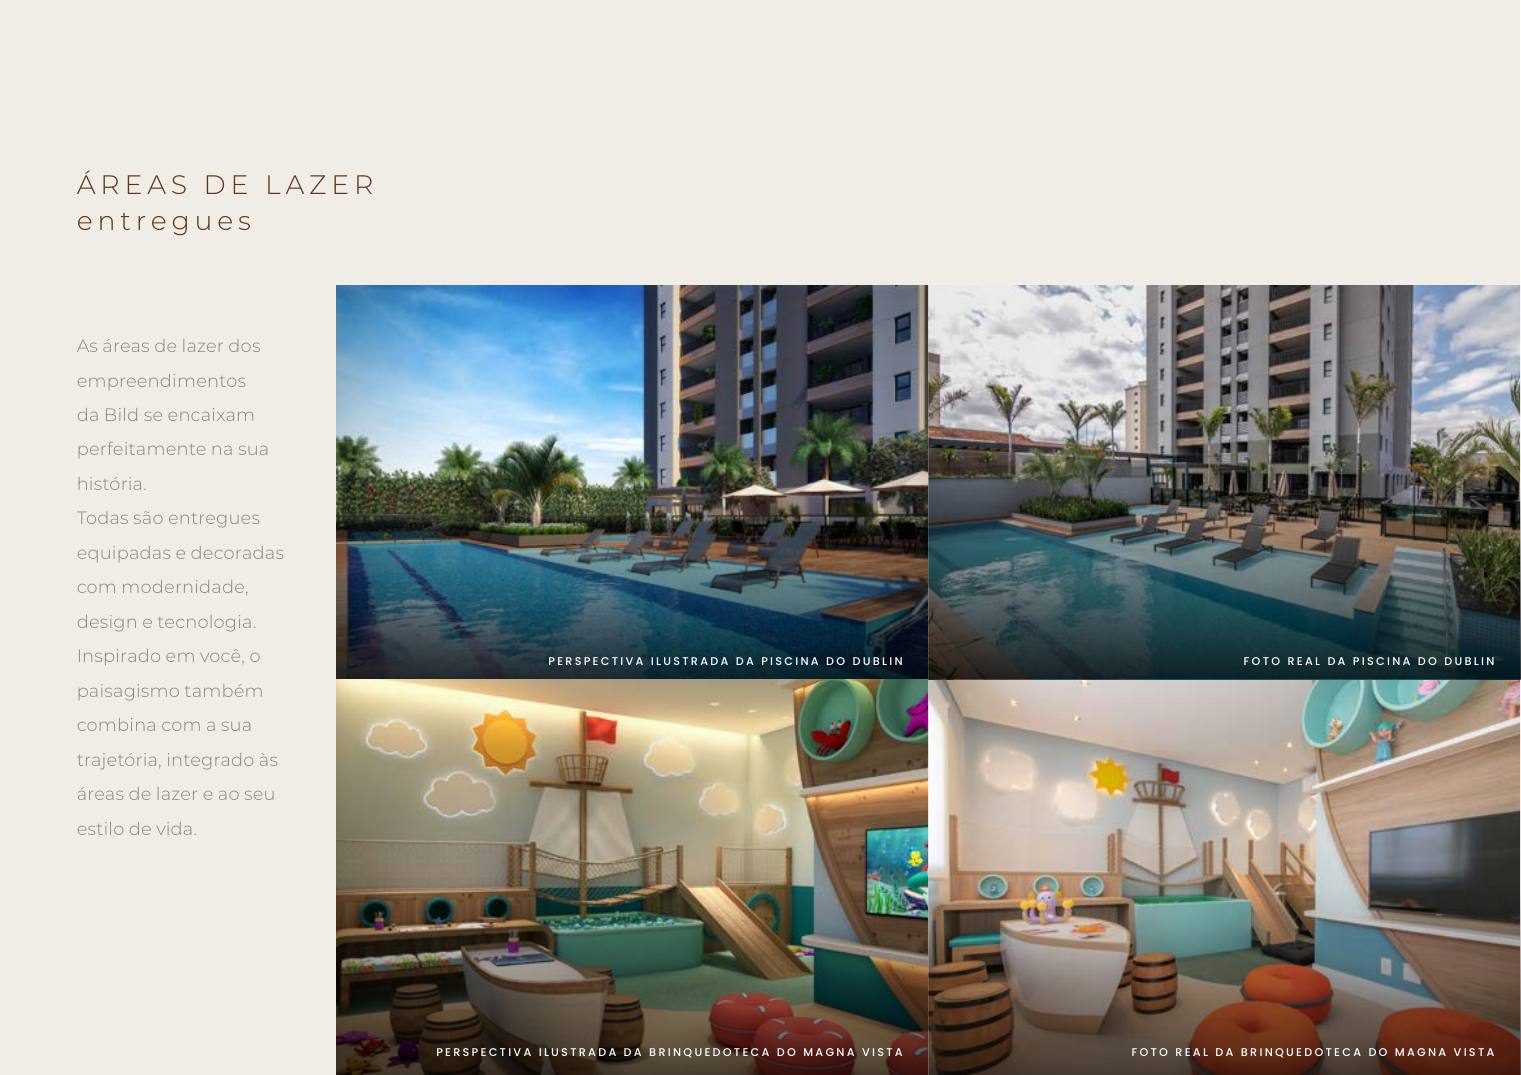 ÁREAS DE LAZER
entregues
As áreas de lazer dos
empreendimentos
da Bild se encaixam
perfeitamente na sua
história.
Todas são entregues
equipadas e decoradas
com modernidade,
design e tecnologia.
Inspirado em você, o
paisagismo também
combina com a sua
trajetória, integrado às
áreas de lazer e ao seu
estilo de vida.
PERSPECTIVA ILUSTRADA DA PISCINA DO DUBLIN
FOTO REAL DA PISCINA DO DUBLIN
PERSPECTIVA ILUSTRADA DA BRINQUEDOTECA DO MAGNA VISTA
FOTO REAL DA BRINQUEDOTECA DO MAGNA VISTA